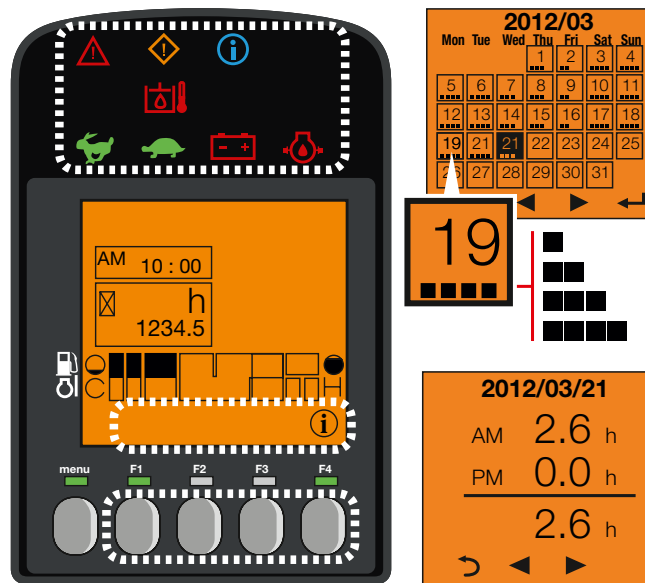 AM 10 : 00
h
1234.5
C H
i
menu F1 F2 F3 F4
2012/03
Mon Tue Wed Thu Fri Sat Sun
1 2 3 4
5 6 7 8 9 10 11
12 13 14 15 16 17 18
19 21 21 22 23 24 25
26 27 28 29 30 31
19
2012/03/21
AM 2.6 h
PM 0.0 h
2.6 h